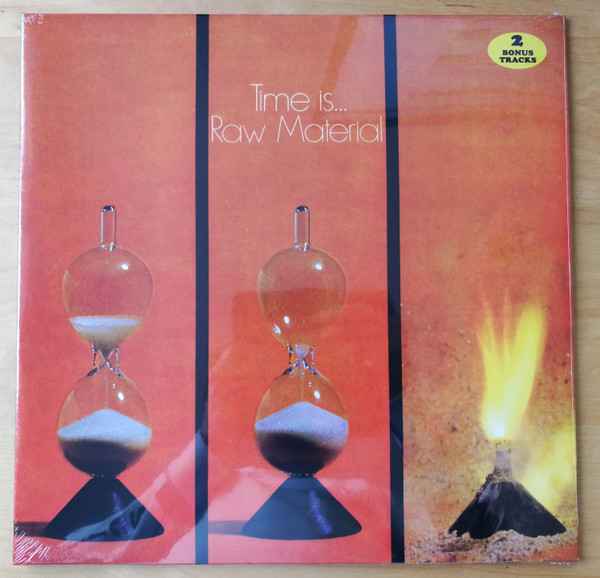 2
BONUS
TRACKS
Time is...
Raw Material